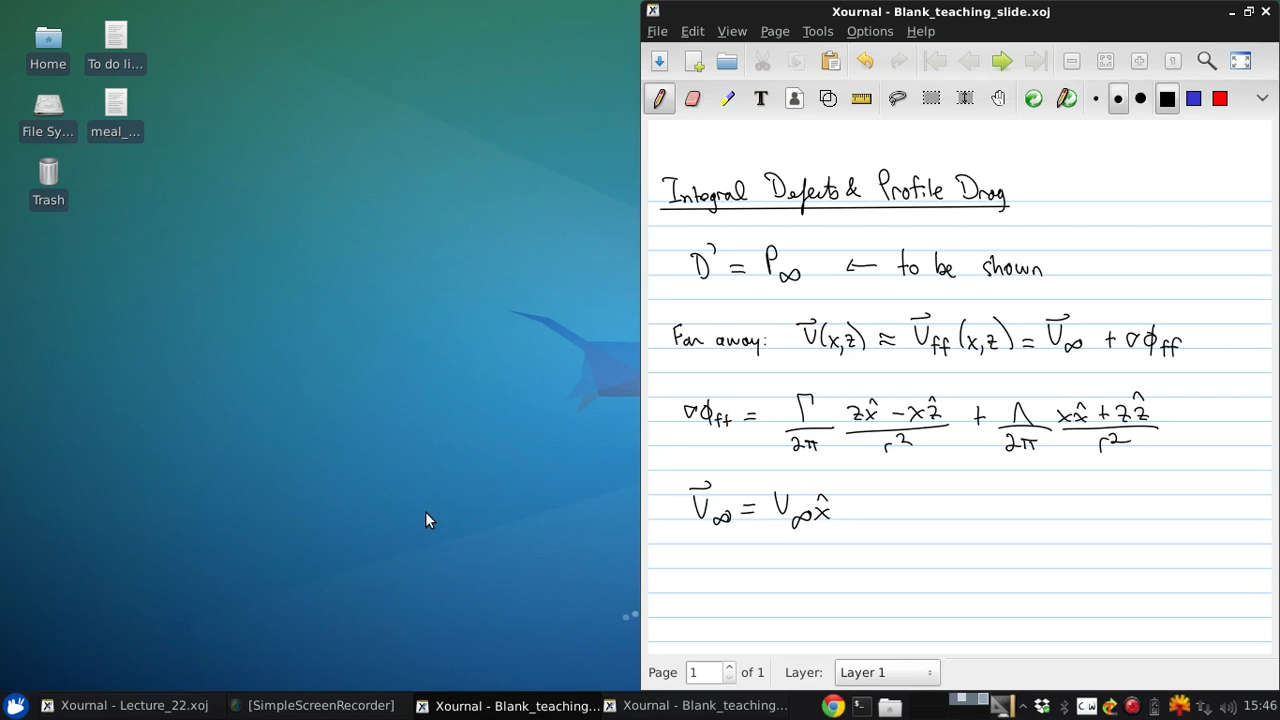 Xournal - Blank_teaching_slide.xoj
File Edit View Page Tools Options Help
Home
To do li...
File Sy...
meal_...
Trash
Integral Defects & Profile Drag
D' = P∞ ← to be shown
Far away: V⃗(x,z) ≈ V⃗ff(x,z) = V⃗∞ + ∇ϕff
∇ϕff = Γ/2π (zx̂ - xẑ)/r² + Λ/2π (xx̂ + zẑ)/r²
V⃗∞ = V∞x̂
Page 1 of 1 Layer: Layer 1
Xournal - Lecture_22.xoj [SimpleScreenRecorder] Xournal - Blank_teaching... Xournal - Blank_teaching... 15:46